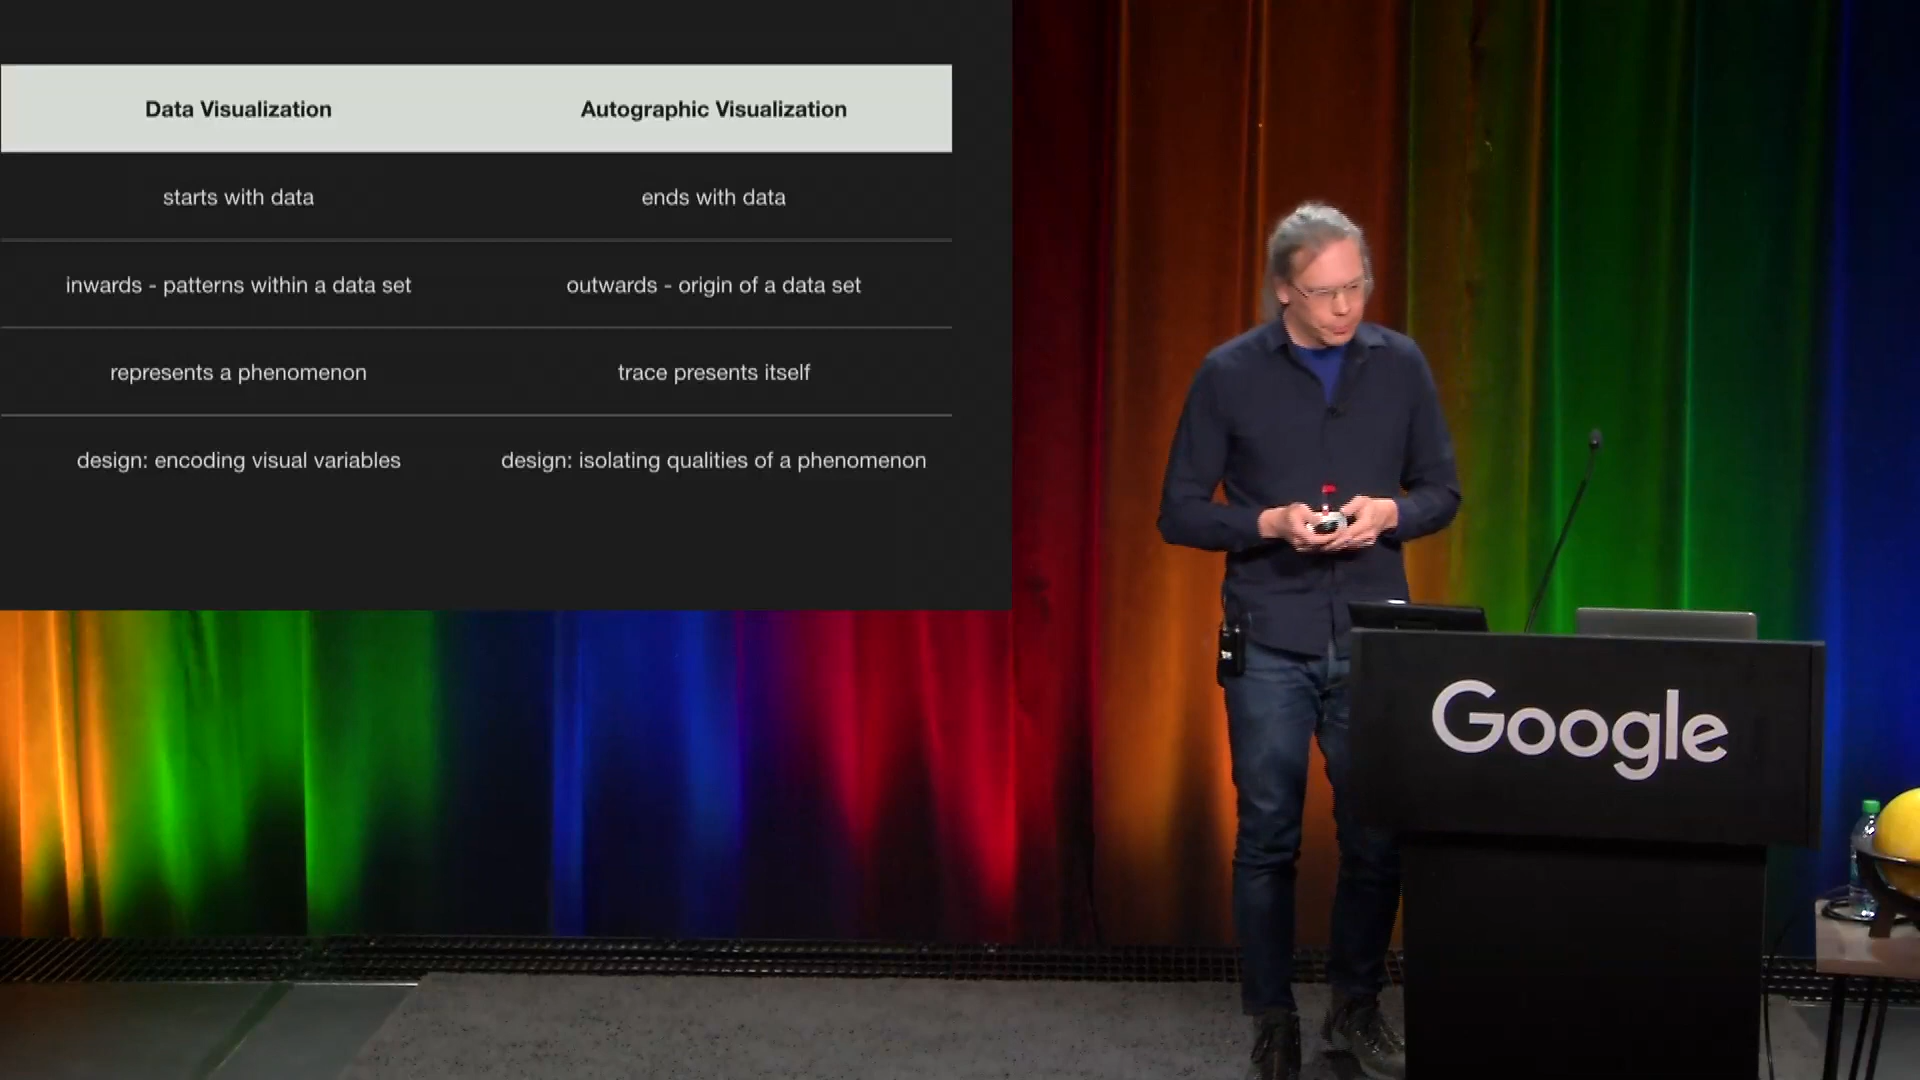 Data Visualization
Autographic Visualization
starts with data
ends with data
inwards - patterns within a data set
outwards - origin of a data set
represents a phenomenon
trace presents itself
design: encoding visual variables
design: isolating qualities of a phenomenon
Google